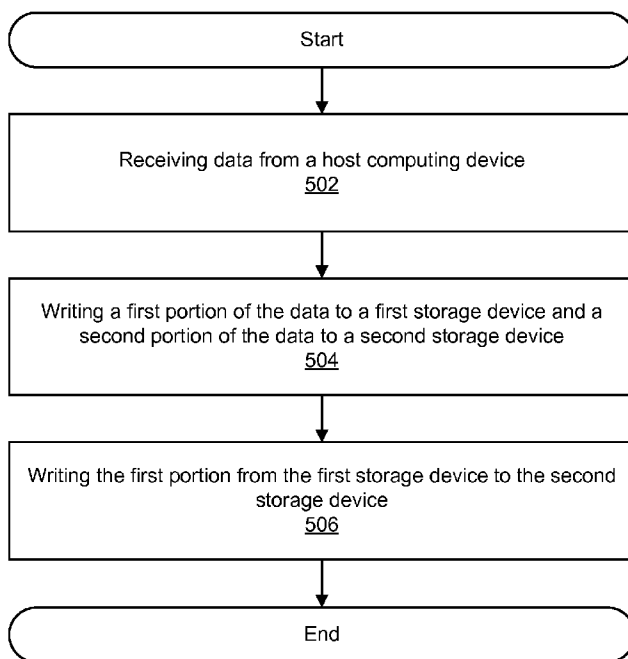 Start
Receiving data from a host computing device
502
Writing a first portion of the data to a first storage device and a
second portion of the data to a second storage device
504
Writing the first portion from the first storage device to the second
storage device
506
End